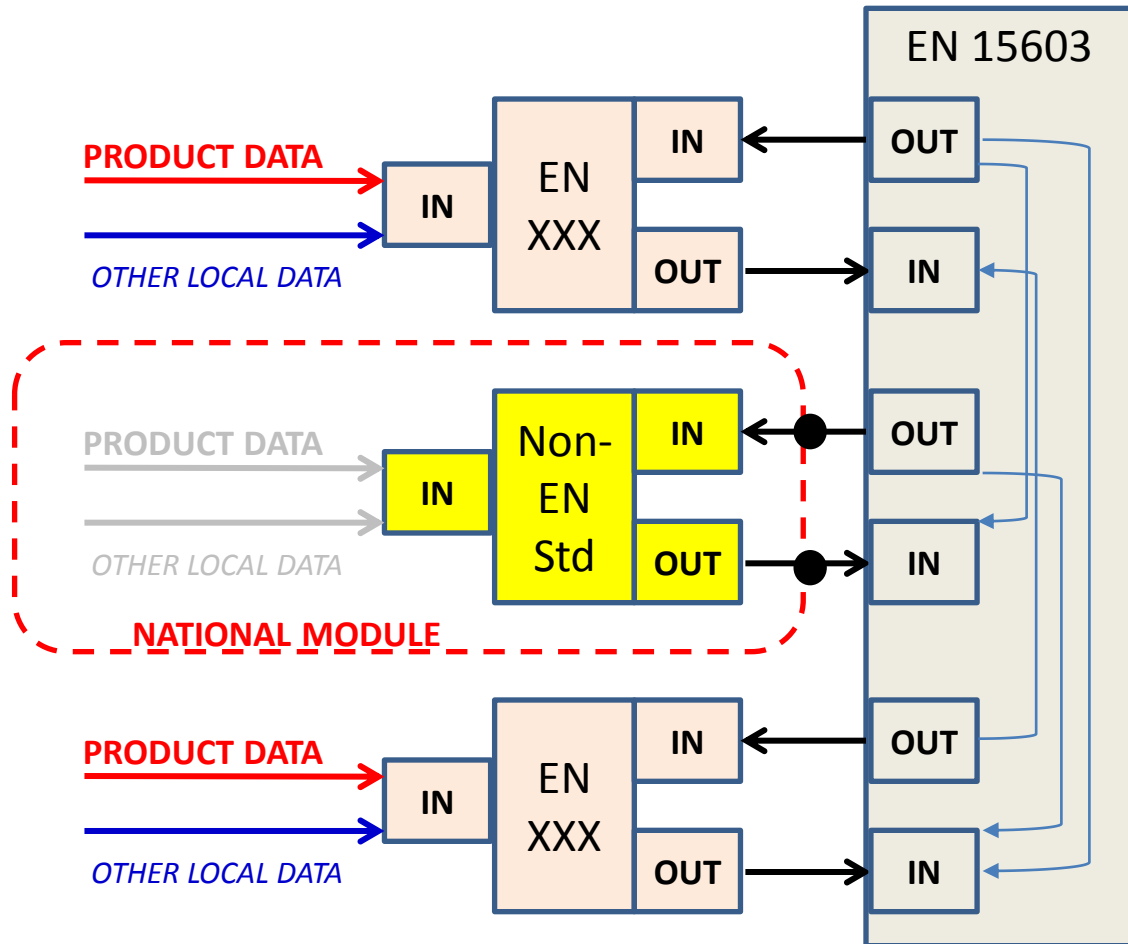 EN 15603
PRODUCT DATA
OTHER LOCAL DATA
IN
EN
XXX
IN
OUT
OUT
IN
PRODUCT DATA
OTHER LOCAL DATA
IN
Non-
EN
Std
IN
OUT
OUT
IN
NATIONAL MODULE
PRODUCT DATA
OTHER LOCAL DATA
IN
EN
XXX
IN
OUT
OUT
IN